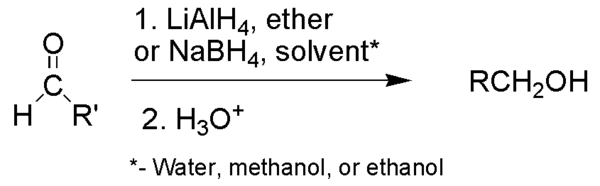 1. LiAlH4, ether
or NaBH4, solvent*
O
C
H R'
RCH2OH
2. H3O+
*- Water, methanol, or ethanol